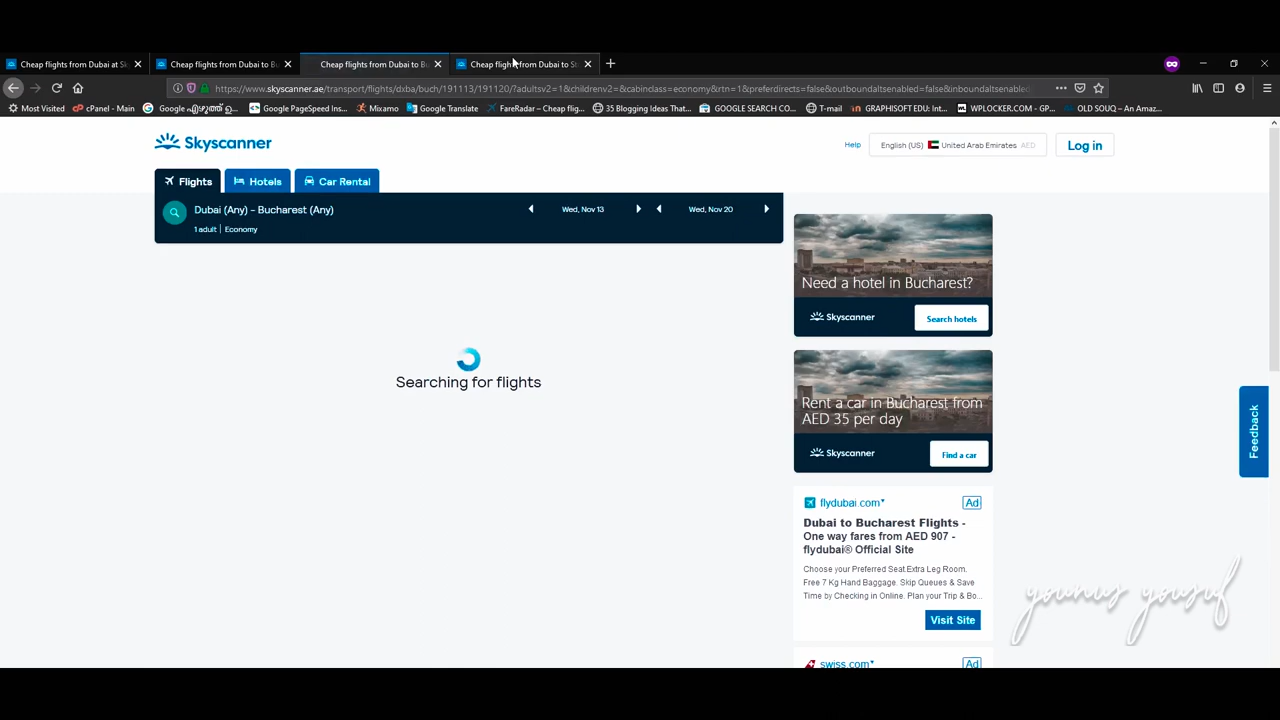 Cheap flights from Dubai at Sk
Cheap flights from Dubai to Bu
Cheap flights from Dubai to Bu
Cheap flights from Dubai to St
https://www.skyscanner.ae/transport/flights/dxba/buch/191113/191120/?adultsv2=1&childrenv2=&cabinclass=economy&rtn=1&preferdirects=false&outboundaltsenabled=false&inboundaltsenabled
Most Visited cPanel - Main Google എഴുത്ത് ഉ... Google PageSpeed Ins... Mixamo Google Translate FareRadar – Cheap flig... 35 Blogging Ideas That... GOOGLE SEARCH CO... T-mail GRAPHISOFT EDU: Int... WPLOCKER.COM - GP... OLD SOUQ – An Amaz...
Skyscanner
Help
English (US) United Arab Emirates AED
Log in
Flights Hotels Car Rental
Dubai (Any) – Bucharest (Any)
Wed, Nov 13
Wed, Nov 20
1 adult | Economy
Need a hotel in Bucharest?
Skyscanner
Search hotels
Searching for flights
Rent a car in Bucharest from
AED 35 per day
Skyscanner
Find a car
Feedback
flydubai.com
Ad
Dubai to Bucharest Flights -
One way fares from AED 907 -
flydubai® Official Site
Choose your Preferred Seat Extra Leg Room.
Free 7 Kg Hand Baggage. Skip Queues & Save
Time by Checking in Online. Plan your Trip & Bo...
Visit Site
swiss.com
Ad
younus yousuf